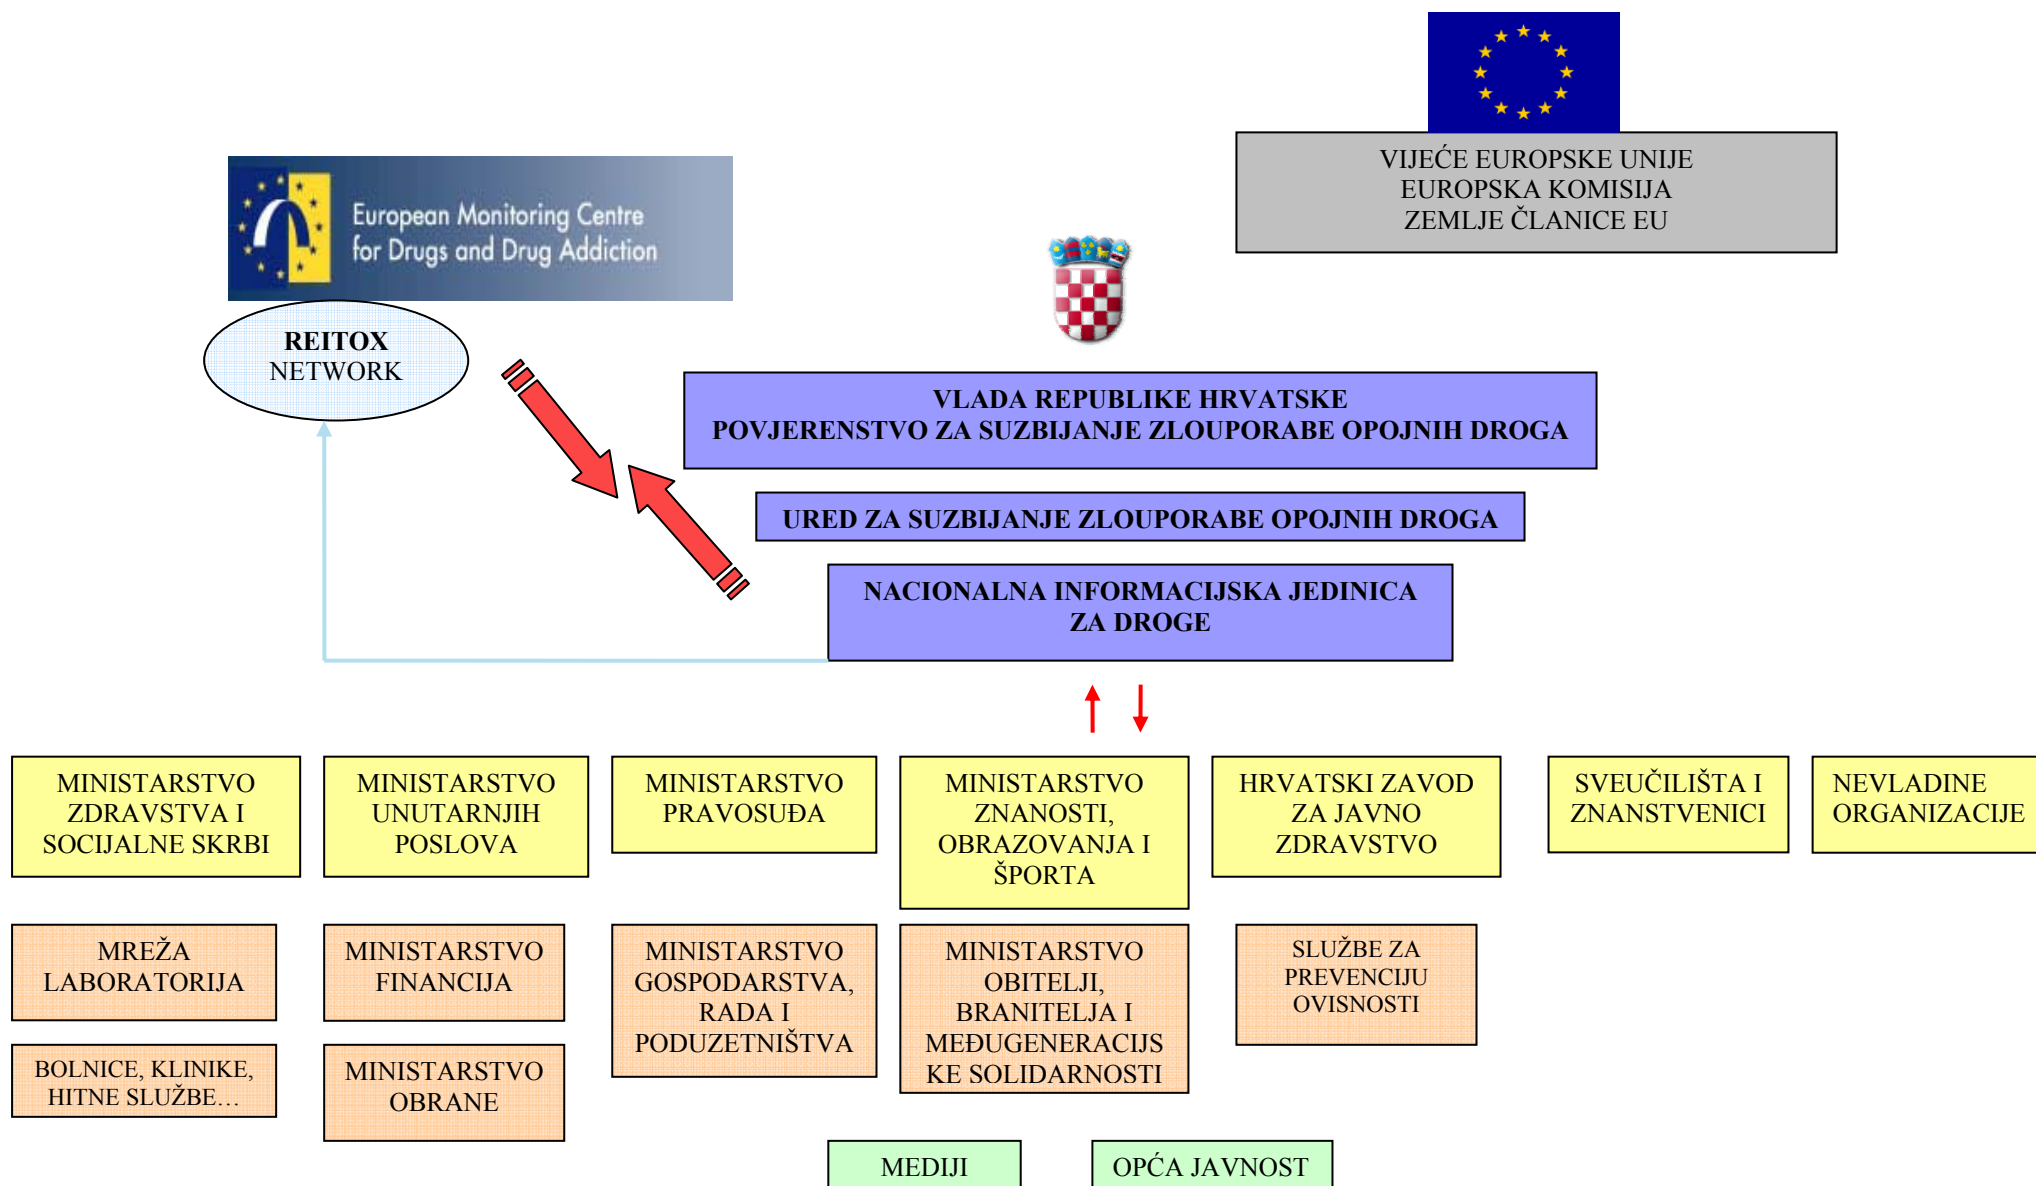 VIJEĆE EUROPSKE UNIJE
EUROPSKA KOMISIJA
ZEMLJE ČLANICE EU
European Monitoring Centre
for Drugs and Drug Addiction
REITOX
NETWORK
VLADA REPUBLIKE HRVATSKE
POVJERENSTVO ZA SUZBIJANJE ZLOUPORABE OPOJNIH DROGA
URED ZA SUZBIJANJE ZLOUPORABE OPOJNIH DROGA
NACIONALNA INFORMACIJSKA JEDINICA
ZA DROGE
MINISTARSTVO
ZDRAVSTVA I
SOCIJALNE SKRBI
MINISTARSTVO
UNUTARNJIH
POSLOVA
MINISTARSTVO
PRAVOSUĐA
MINISTARSTVO
ZNANOSTI,
OBRAZOVANJA I
ŠPORTA
HRVATSKI ZAVOD
ZA JAVNO
ZDRAVSTVO
SVEUČILIŠTA I
ZNANSTVENICI
NEVLADINE
ORGANIZACIJE
MREŽA
LABORATORIJA
MINISTARSTVO
FINANCIJA
MINISTARSTVO
GOSPODARSTVA,
RADA I
PODUZETNIŠTVA
MINISTARSTVO
OBITELJI,
BRANITELJA I
MEĐUGENERACIJS
KE SOLIDARNOSTI
SLUŽBE ZA
PREVENCIJU
OVISNOSTI
BOLNICE, KLINIKE,
HITNE SLUŽBE…
MINISTARSTVO
OBRANE
MEDIJI
OPĆA JAVNOST